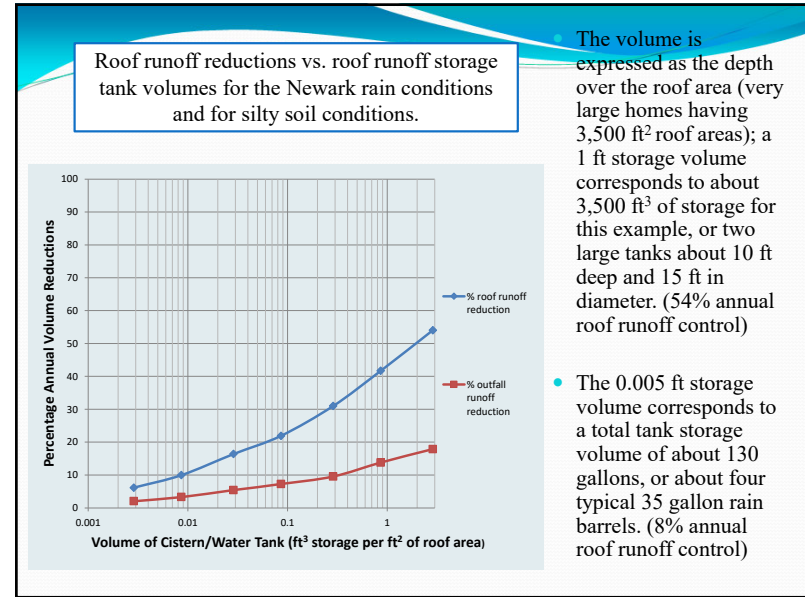 Roof runoff reductions vs. roof runoff storage
tank volumes for the Newark rain conditions
and for silty soil conditions.
100
90
80
70
60
50
40
30
20
10
0
0.001
0.01
0.1
1
Percentage Annual Volume Reductions
Volume of Cistern/Water Tank (ft³ storage per ft² of roof area)
% roof runoff
reduction
% outfall
runoff
reduction
• The volume is
expressed as the depth
over the roof area (very
large homes having
3,500 ft² roof areas); a
1 ft storage volume
corresponds to about
3,500 ft³ of storage for
this example, or two
large tanks about 10 ft
deep and 15 ft in
diameter. (54% annual
roof runoff control)
• The 0.005 ft storage
volume corresponds to
a total tank storage
volume of about 130
gallons, or about four
typical 35 gallon rain
barrels. (8% annual
roof runoff control)